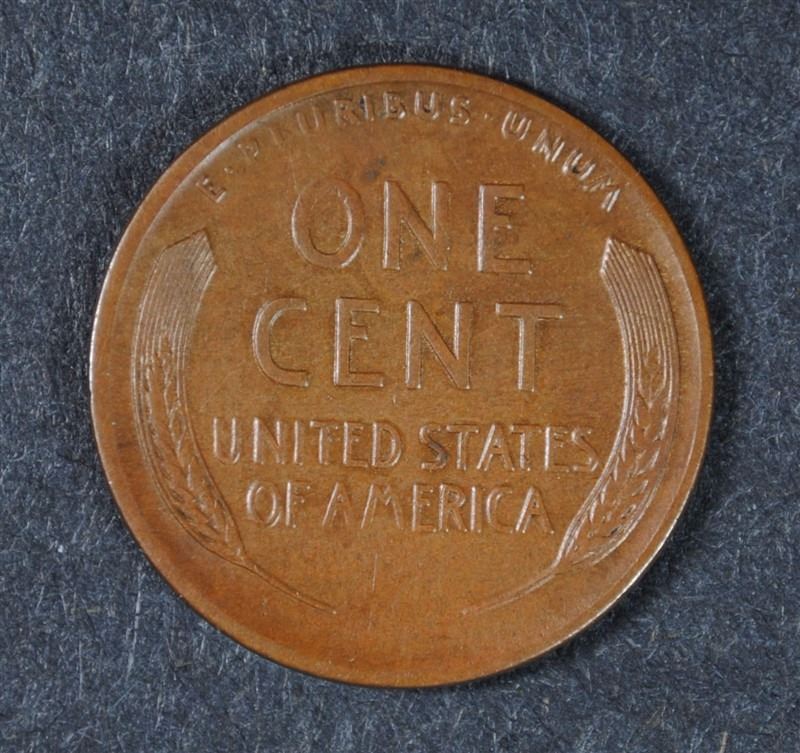 E · PLURIBUS · UNUM
ONE
CENT
UNITED STATES
OF AMERICA